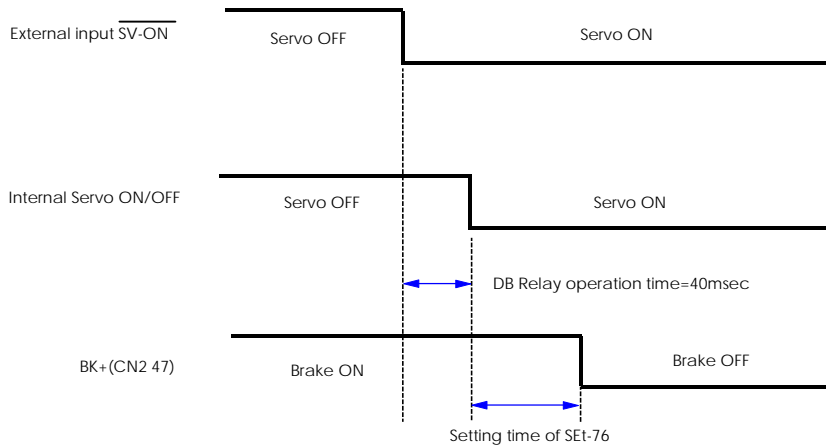 External input SV-ON
Servo OFF
Servo ON
Internal Servo ON/OFF
Servo OFF
Servo ON
DB Relay operation time=40msec
BK+(CN2 47)
Brake ON
Brake OFF
Setting time of SEt-76